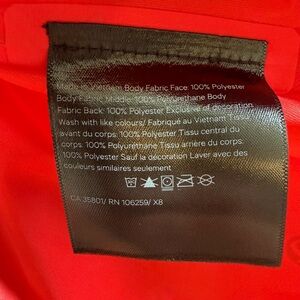 Made in Vietnam Body Fabric Face: 100% Polyester
Body Fabric Middle: 100% Polyurethane Body
Fabric Back: 100% Polyester Exclusive of decoration
Wash with like colours/ Fabriqué au Vietnam Tissu
avant du corps: 100% Polyester Tissu central du
corps: 100% Polyuréthane Tissu arrière du corps:
100% Polyester Sauf la décoration Laver avec des
couleurs similaires seulement
CA 35801/ RN 106259/ X8